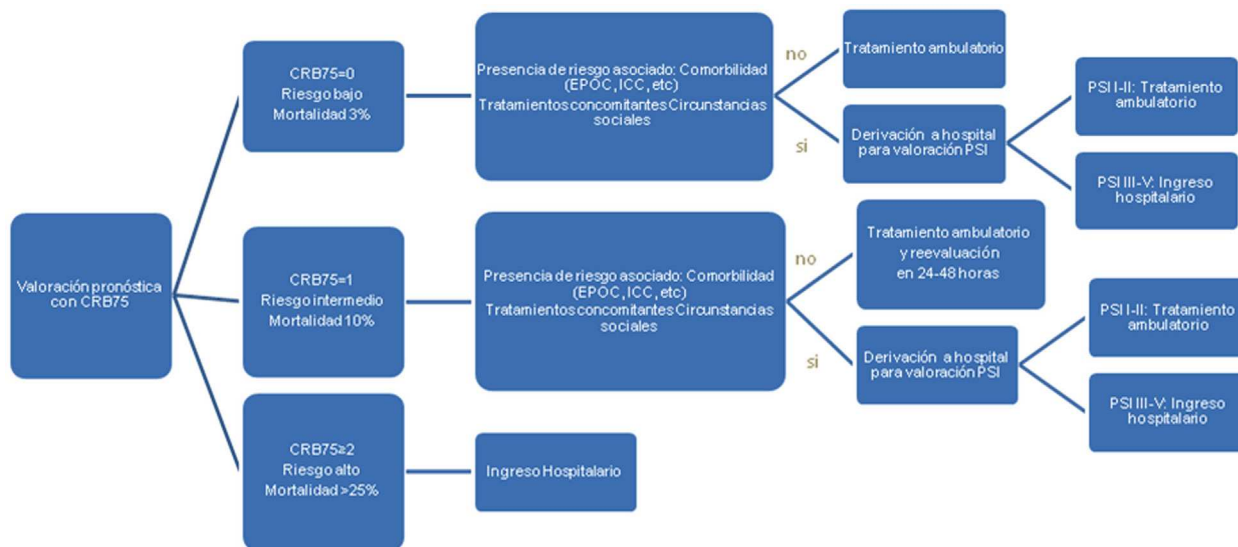 Valoración pronóstica
con CRB75
CRB75=0
Riesgo bajo
Mortalidad 3%
Presencia de riesgo asociado: Comorbilidad
(EPOC, ICC, etc)
Tratamientos concomitantes Circunstancias
sociales
no
Tratamiento ambulatorio
si
Derivación a hospital
para valoración PSI
PSI I-II: Tratamiento
ambulatorio
PSI III-V: Ingreso
hospitalario
CRB75=1
Riesgo intermedio
Mortalidad 10%
Presencia de riesgo asociado: Comorbilidad
(EPOC, ICC, etc)
Tratamientos concomitantes Circunstancias
sociales
no
Tratamiento ambulatorio
y reevaluación
en 24-48 horas
si
Derivación a hospital
para valoración PSI
PSI I-II: Tratamiento
ambulatorio
PSI III-V: Ingreso
hospitalario
CRB75≥2
Riesgo alto
Mortalidad >25%
Ingreso Hospitalario